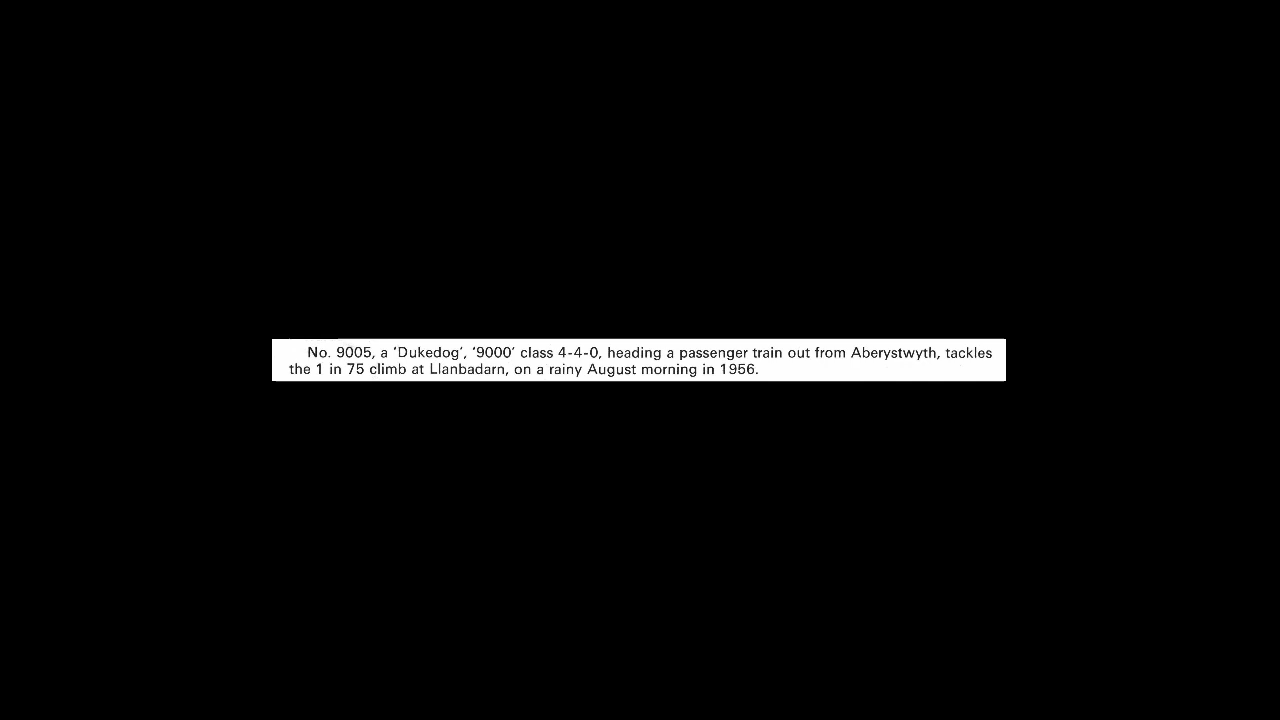 No. 9005, a ‘Dukedog’, ‘9000’ class 4-4-0, heading a passenger train out from Aberystwyth, tackles
the 1 in 75 climb at Llanbadarn, on a rainy August morning in 1956.